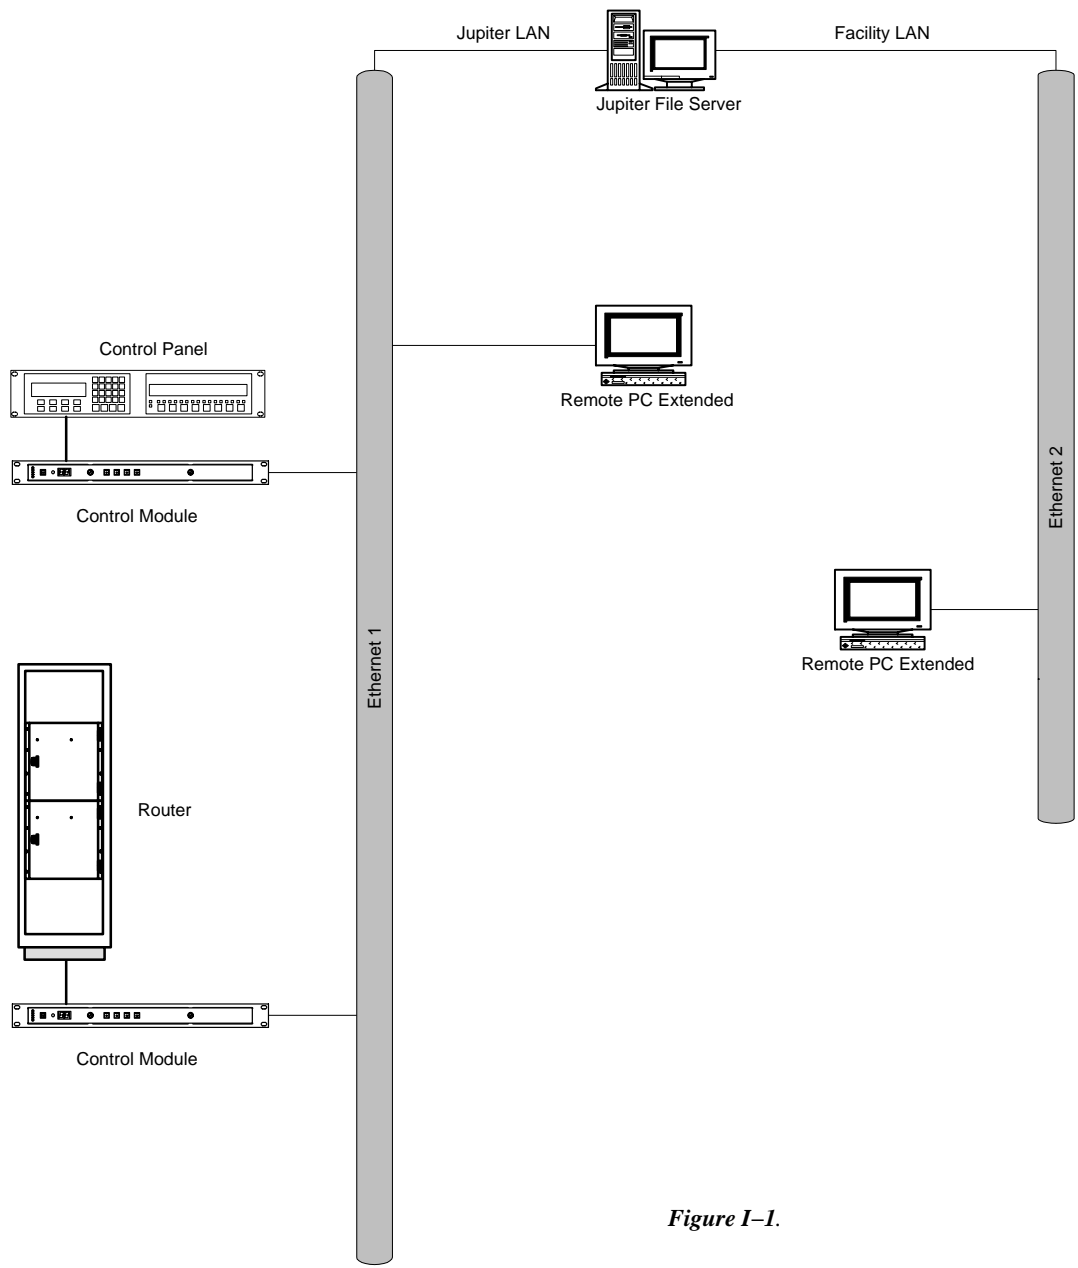 Jupiter LAN
Facility LAN
Jupiter File Server
Control Panel
Remote PC Extended
Control Module
Ethernet 2
Ethernet 1
Remote PC Extended
Router
Control Module
Figure I–1.